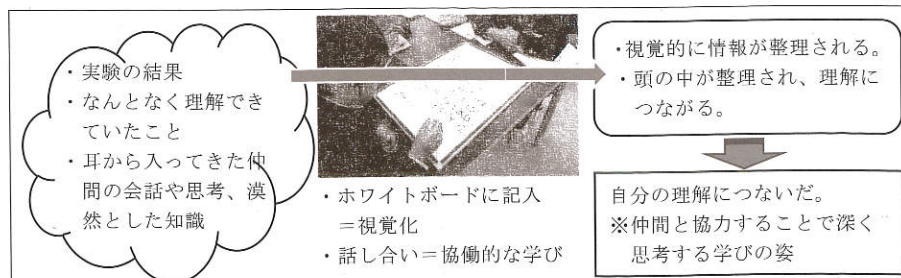 ・実験の結果
・なんとなく理解でき
ていたこと
・耳から入ってきた仲
間の会話や思考、漠
然とした知識
・ホワイトボードに記入
＝視覚化
・話し合い＝協働的な学び
・視覚的に情報が整理される。
・頭の中が整理され、理解に
つながる。
自分の理解につないだ。
※仲間と協力することで深く
思考する学びの姿